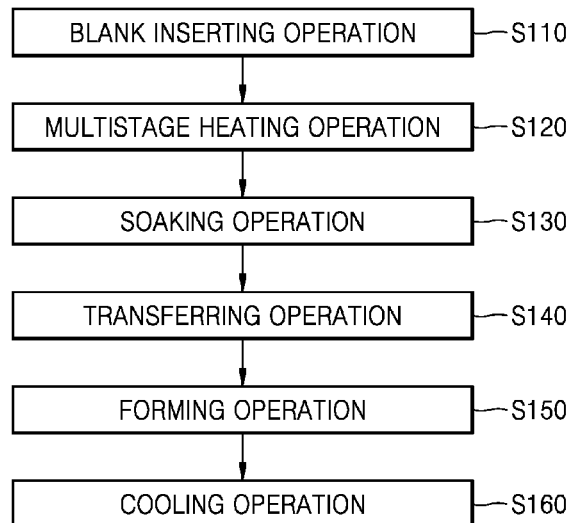 BLANK INSERTING OPERATION S110
MULTISTAGE HEATING OPERATION S120
SOAKING OPERATION S130
TRANSFERRING OPERATION S140
FORMING OPERATION S150
COOLING OPERATION S160